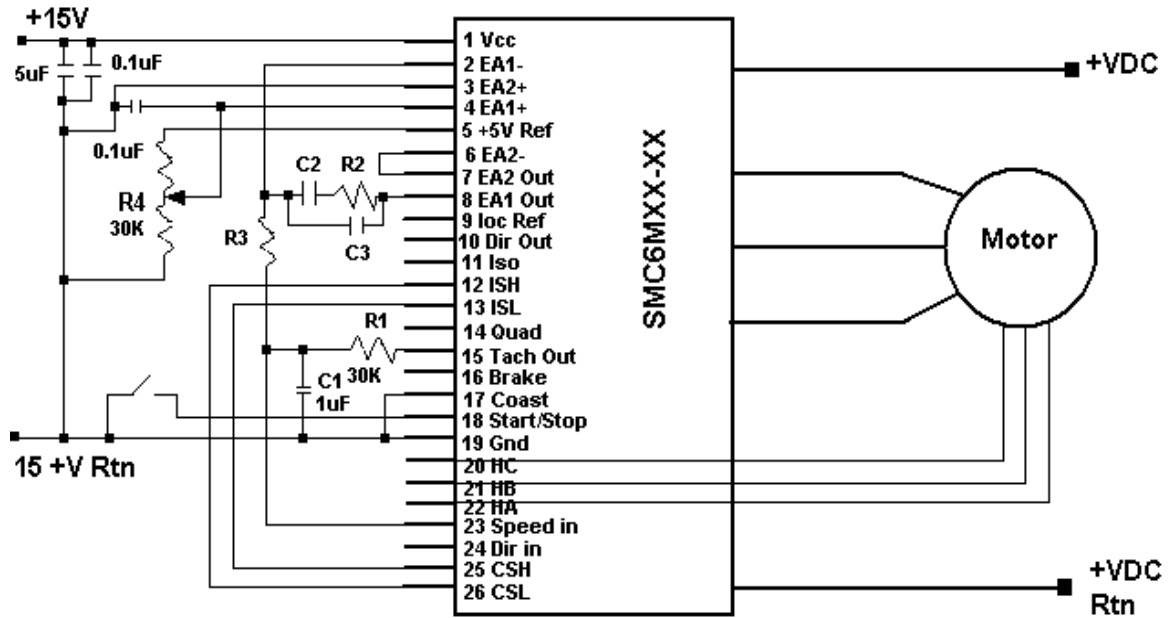 +15V
5uF
0.1uF
0.1uF
R4
30K
C2
R2
C3
R3
R1
30K
C1
1uF
15 +V Rtn
1 Vcc
2 EA1-
3 EA2+
4 EA1+
5 +5V Ref
6 EA2-
7 EA2 Out
8 EA1 Out
9 Ioc Ref
10 Dir Out
11 Iso
12 ISH
13 ISL
14 Quad
15 Tach Out
16 Brake
17 Coast
18 Start/Stop
19 Gnd
20 HC
21 HB
22 HA
23 Speed in
24 Dir in
25 CSH
26 CSL
SMC6MXX-XX
+VDC
Motor
+VDC
Rtn